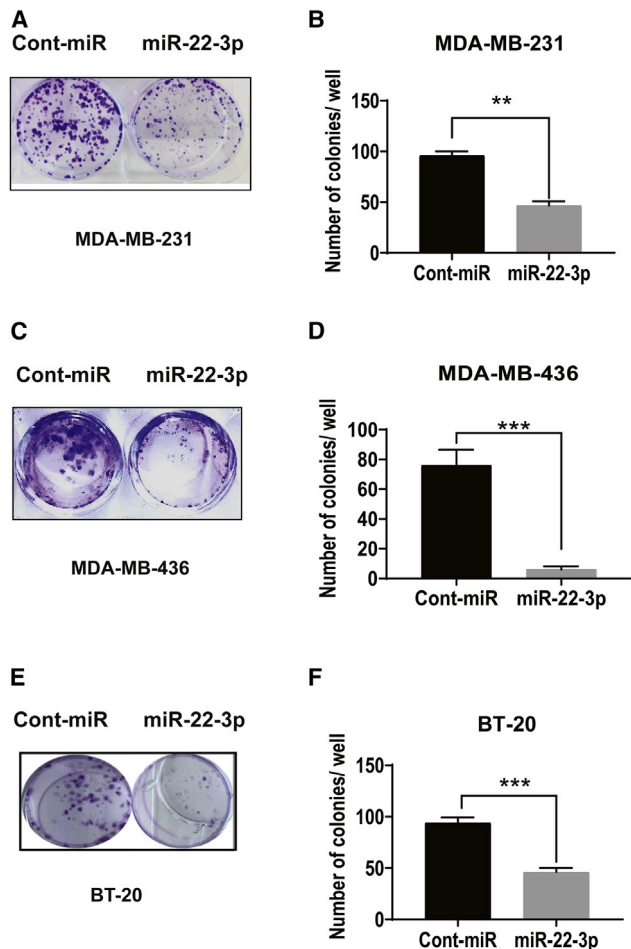 A
Cont-miR miR-22-3p
MDA-MB-231
B
MDA-MB-231
Number of colonies/ well
150
100
50
0
**
Cont-miR miR-22-3p
C
Cont-miR miR-22-3p
MDA-MB-436
D
MDA-MB-436
Number of colonies/ well
100
80
60
40
20
0
***
Cont-miR miR-22-3p
E
Cont-miR miR-22-3p
BT-20
F
BT-20
Number of colonies/ well
150
100
50
0
***
Cont-miR miR-22-3p